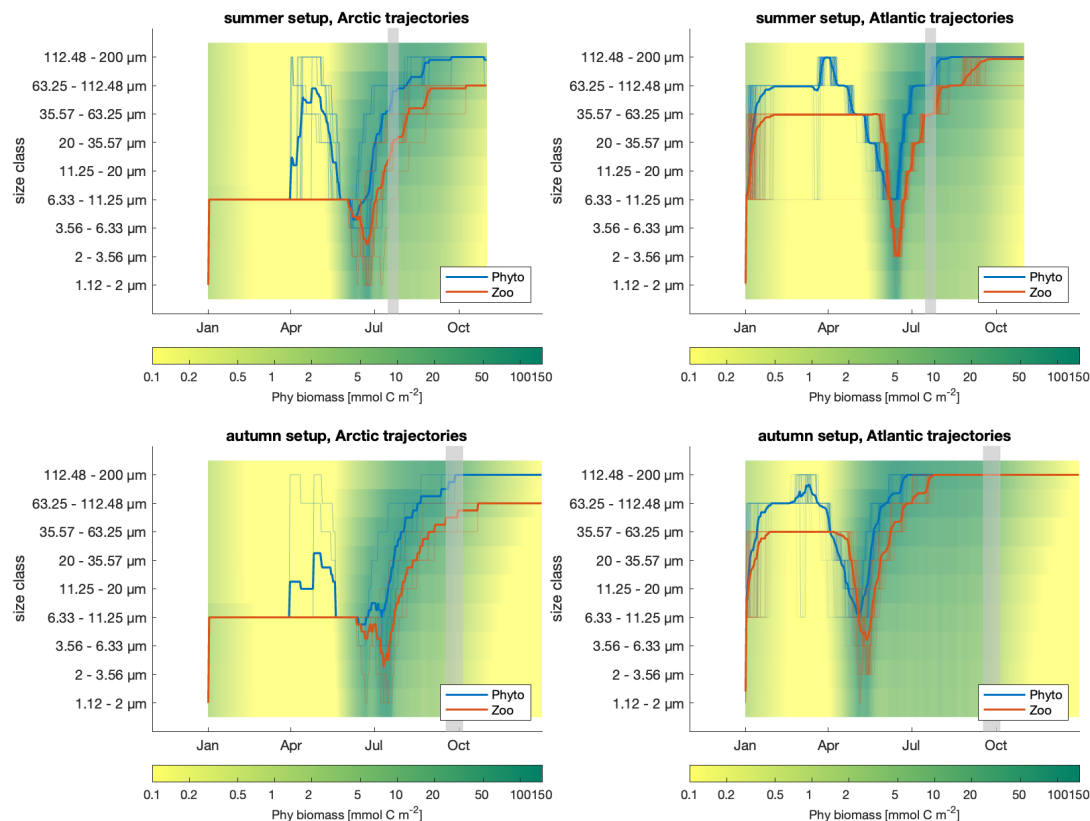 summer setup, Arctic trajectories
size class
112.48 - 200 µm
63.25 - 112.48 µm
35.57 - 63.25 µm
20 - 35.57 µm
11.25 - 20 µm
6.33 - 11.25 µm
3.56 - 6.33 µm
2 - 3.56 µm
1.12 - 2 µm
Phyto
Zoo
Jan Apr Jul Oct
0.1 0.2 0.5 1 2 5 10 20 50 100150
Phy biomass [mmol C m⁻²]
summer setup, Atlantic trajectories
size class
112.48 - 200 µm
63.25 - 112.48 µm
35.57 - 63.25 µm
20 - 35.57 µm
11.25 - 20 µm
6.33 - 11.25 µm
3.56 - 6.33 µm
2 - 3.56 µm
1.12 - 2 µm
Phyto
Zoo
Jan Apr Jul Oct
0.1 0.2 0.5 1 2 5 10 20 50 100150
Phy biomass [mmol C m⁻²]
autumn setup, Arctic trajectories
size class
112.48 - 200 µm
63.25 - 112.48 µm
35.57 - 63.25 µm
20 - 35.57 µm
11.25 - 20 µm
6.33 - 11.25 µm
3.56 - 6.33 µm
2 - 3.56 µm
1.12 - 2 µm
Phyto
Zoo
Jan Apr Jul Oct
0.1 0.2 0.5 1 2 5 10 20 50 100150
Phy biomass [mmol C m⁻²]
autumn setup, Atlantic trajectories
size class
112.48 - 200 µm
63.25 - 112.48 µm
35.57 - 63.25 µm
20 - 35.57 µm
11.25 - 20 µm
6.33 - 11.25 µm
3.56 - 6.33 µm
2 - 3.56 µm
1.12 - 2 µm
Phyto
Zoo
Jan Apr Jul Oct
0.1 0.2 0.5 1 2 5 10 20 50 100150
Phy biomass [mmol C m⁻²]